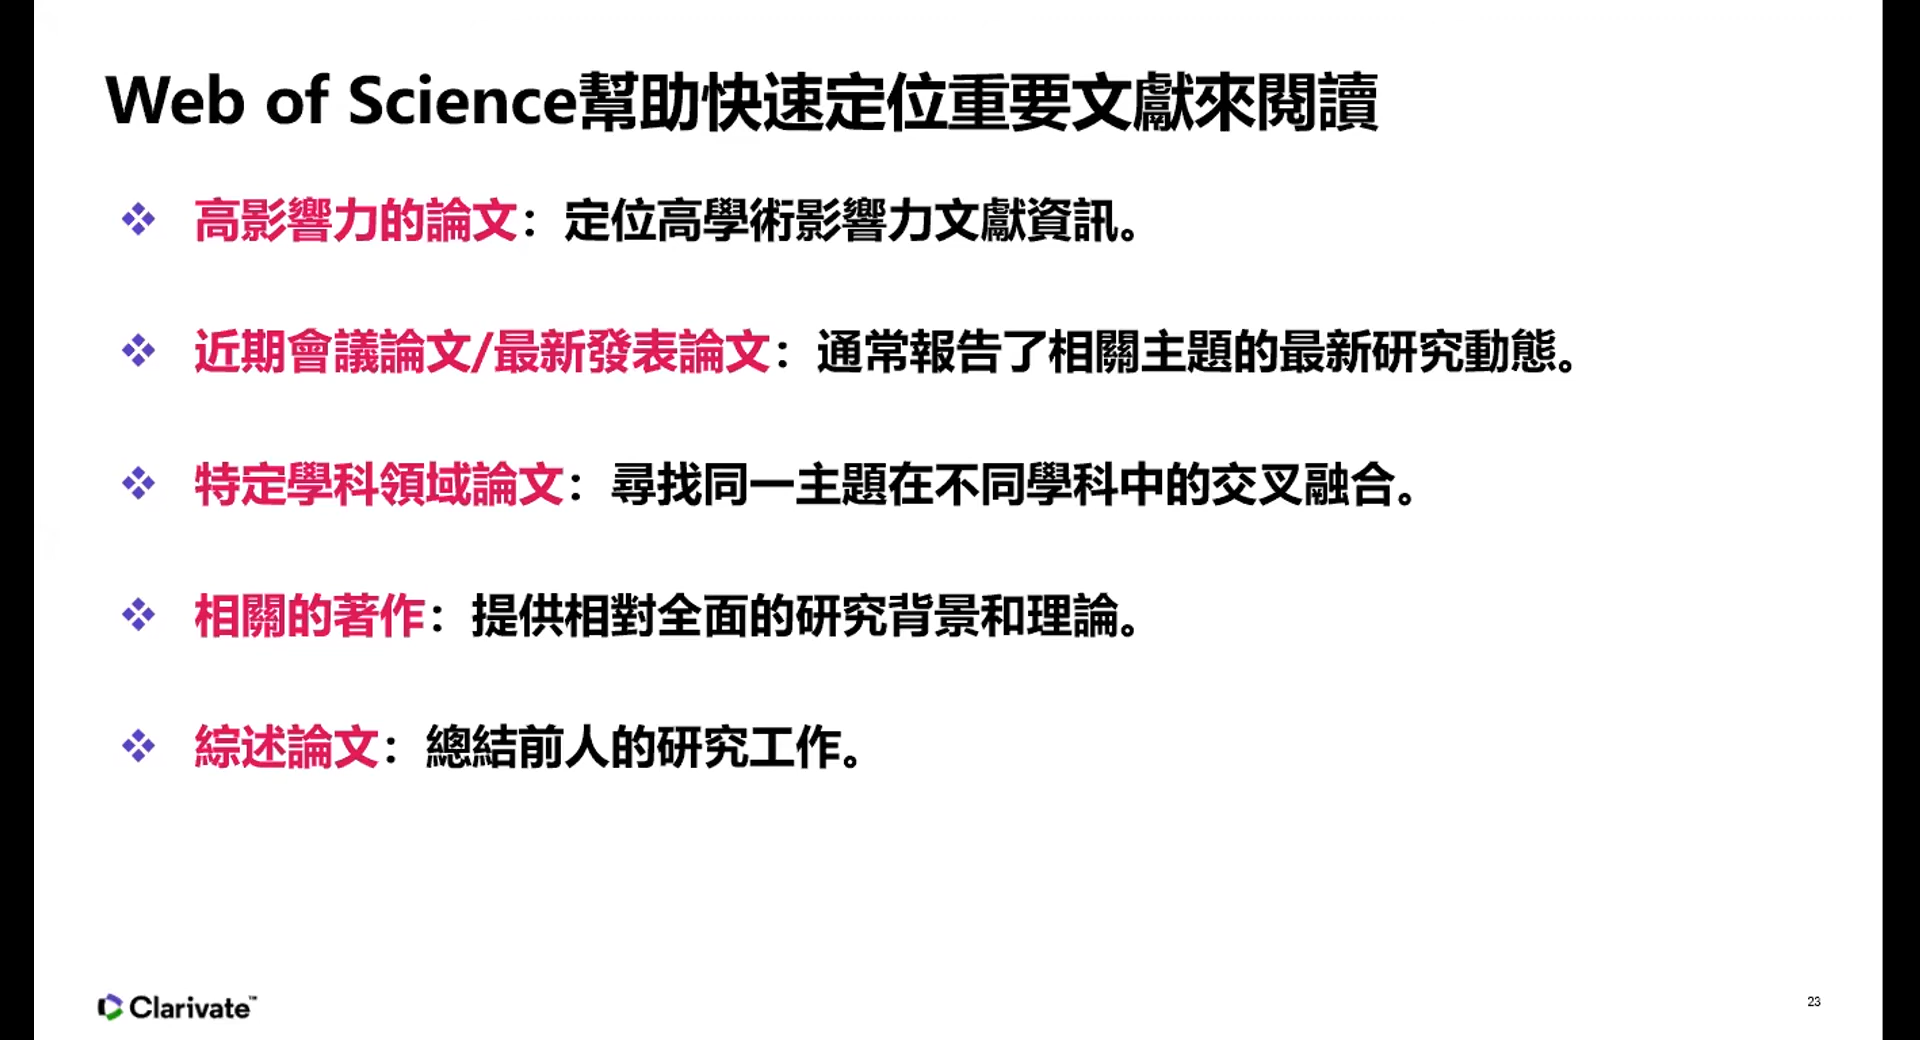 Web of Science幫助快速定位重要文獻來閱讀
❖ 高影響力的論文：定位高學術影響力文獻資訊。
❖ 近期會議論文/最新發表論文：通常報告了相關主題的最新研究動態。
❖ 特定學科領域論文：尋找同一主題在不同學科中的交叉融合。
❖ 相關的著作：提供相對全面的研究背景和理論。
❖ 綜述論文：總結前人的研究工作。
Clarivate™
23